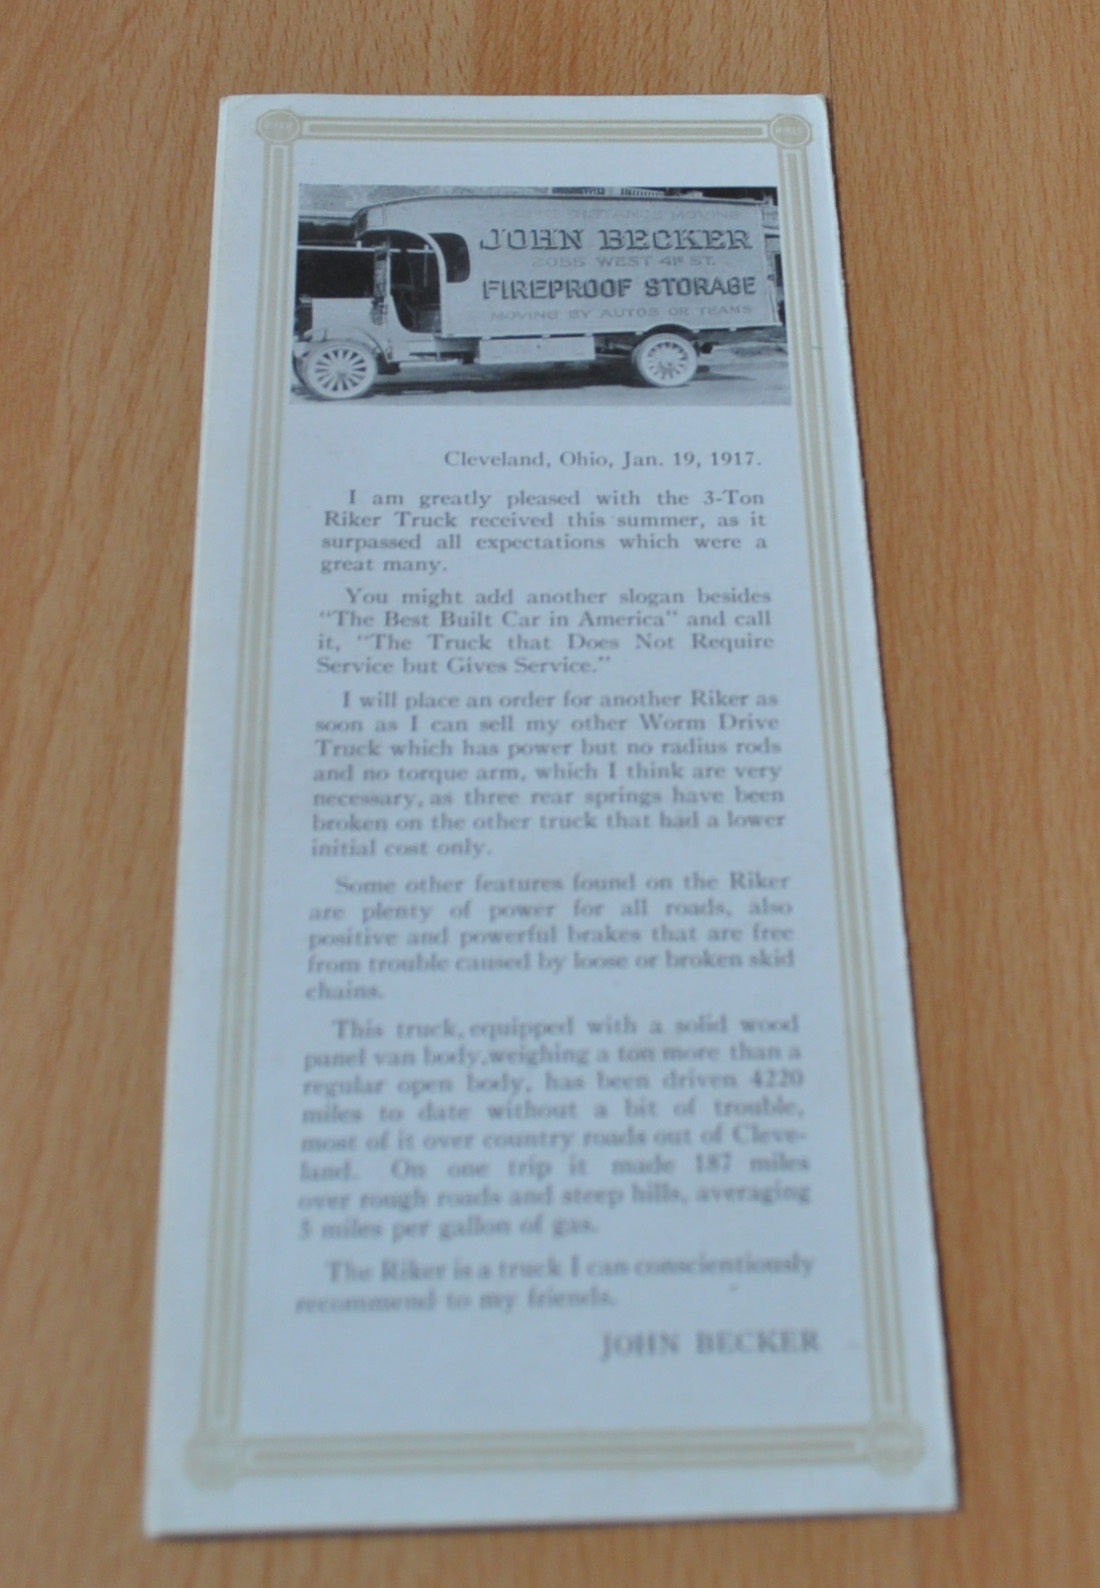 LONG DISTANCE MOVING
JOHN BECKER
2055 WEST 41ST ST.
FIREPROOF STORAGE
MOVING BY AUTOS OR TEAMS
Cleveland, Ohio, Jan. 19, 1917.
I am greatly pleased with the 3-Ton
Riker Truck received this summer, as it
surpassed all expectations which were a
great many.
You might add another slogan besides
"The Best Built Car in America" and call
it, "The Truck that Does Not Require
Service but Gives Service."
I will place an order for another Riker as
soon as I can sell my other Worm Drive
Truck which has power but no radius rods
and no torque arm, which I think are very
necessary, as three rear springs have been
broken on the other truck that had a lower
initial cost only.
Some other features found on the Riker
are plenty of power for all roads, also
positive and powerful brakes that are free
from trouble caused by loose or broken skid
chains.
This truck, equipped with a solid wood
panel van body, weighing a ton more than a
regular open body, has been driven 4220
miles to date without a bit of trouble,
most of it over country roads out of Cleve-
land. On one trip it made 187 miles
over rough roads and steep hills, averaging
5 miles per gallon of gas.
The Riker is a truck I can conscientiously
recommend to my friends.
JOHN BECKER